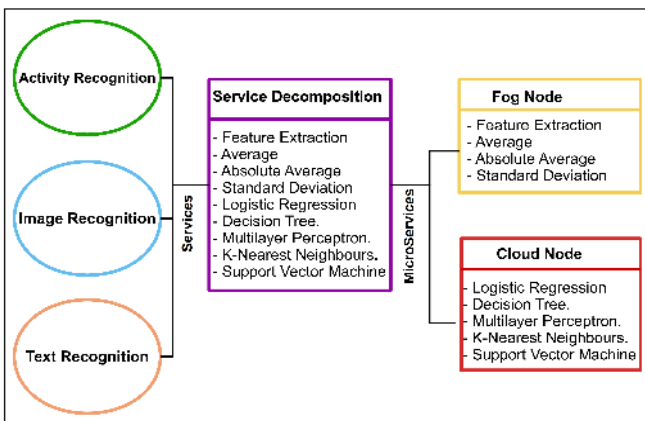 Activity Recognition
Image Recognition
Text Recognition
Services
Service Decomposition
- Feature Extraction
- Average
- Absolute Average
- Standard Deviation
- Logistic Regression
- Decision Tree.
- Multilayer Perceptron.
- K-Nearest Neighbours.
- Support Vector Machine
MicroServices
Fog Node
- Feature Extraction
- Average
- Absolute Average
- Standard Deviation
Cloud Node
- Logistic Regression
- Decision Tree.
- Multilayer Perceptron.
- K-Nearest Neighbours.
- Support Vector Machine